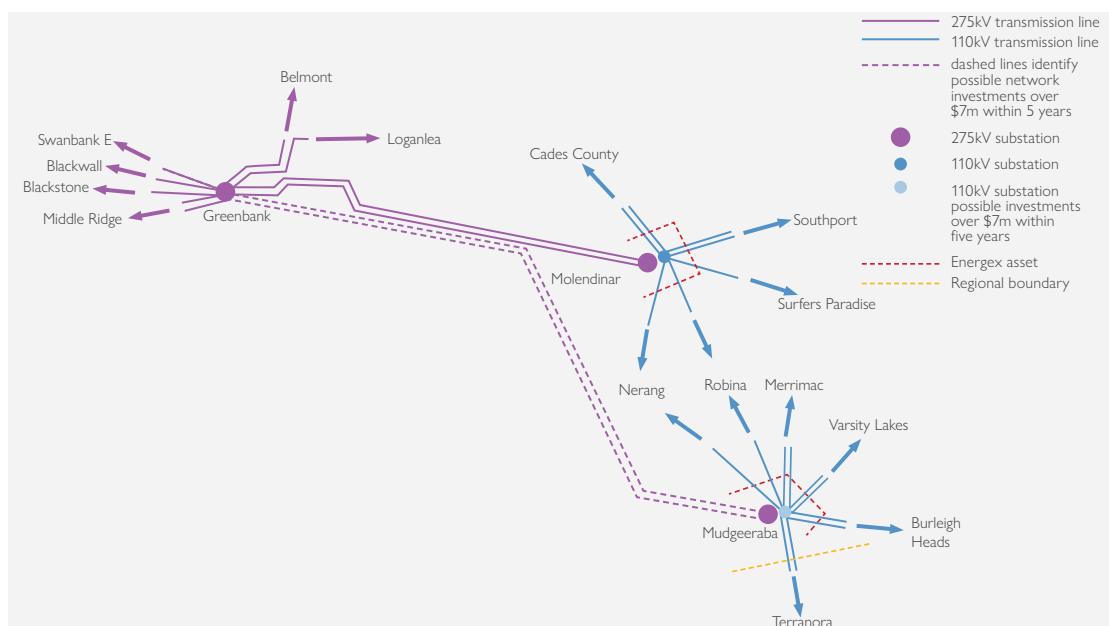 275kV transmission line
110kV transmission line
dashed lines identify
possible network
investments over
$7m within 5 years
275kV substation
110kV substation
110kV substation
possible investments
over $7m within
five years
Energex asset
Regional boundary
Belmont
Loganlea
Swanbank E
Blackwall
Blackstone
Middle Ridge
Greenbank
Cades County
Southport
Molendinar
Surfers Paradise
Nerang
Robina
Merrimac
Varsity Lakes
Mudgeeraba
Burleigh
Heads
Terrapora